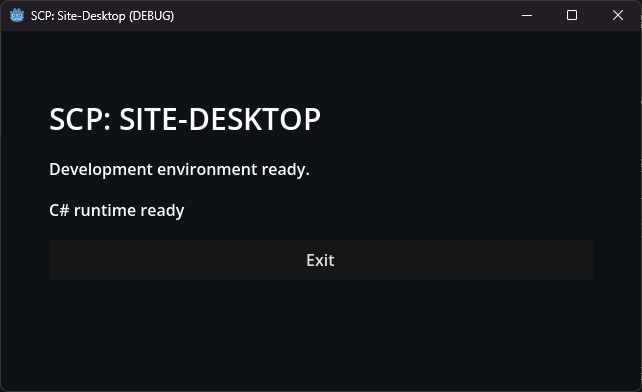 SCP: Site-Desktop (DEBUG)
SCP: SITE-DESKTOP
Development environment ready.
C# runtime ready
Exit